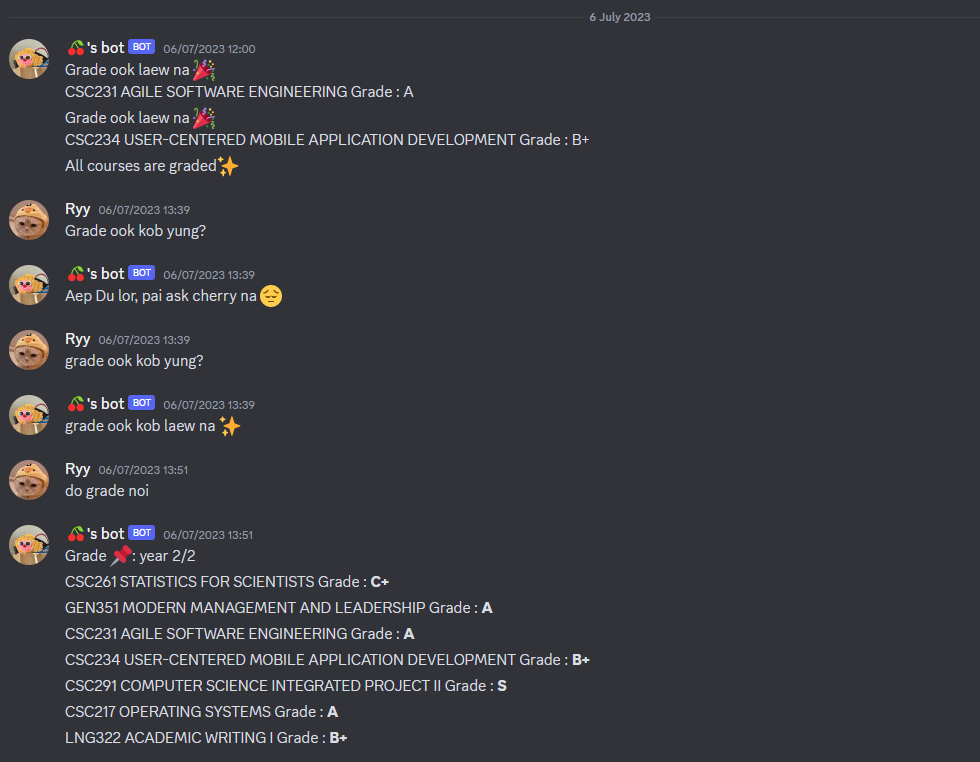 6 July 2023
🍒's bot BOT 06/07/2023 12:00
Grade ook laew na🎉
CSC231 AGILE SOFTWARE ENGINEERING Grade : A
Grade ook laew na🎉
CSC234 USER-CENTERED MOBILE APPLICATION DEVELOPMENT Grade : B+
All courses are graded✨
Ryy 06/07/2023 13:39
Grade ook kob yung?
🍒's bot BOT 06/07/2023 13:39
Aep Du lor, pai ask cherry na😔
Ryy 06/07/2023 13:39
grade ook kob yung?
🍒's bot BOT 06/07/2023 13:39
grade ook kob laew na ✨
Ryy 06/07/2023 13:51
do grade noi
🍒's bot BOT 06/07/2023 13:51
Grade 📌: year 2/2
CSC261 STATISTICS FOR SCIENTISTS Grade : C+
GEN351 MODERN MANAGEMENT AND LEADERSHIP Grade : A
CSC231 AGILE SOFTWARE ENGINEERING Grade : A
CSC234 USER-CENTERED MOBILE APPLICATION DEVELOPMENT Grade : B+
CSC291 COMPUTER SCIENCE INTEGRATED PROJECT II Grade : S
CSC217 OPERATING SYSTEMS Grade : A
LNG322 ACADEMIC WRITING I Grade : B+